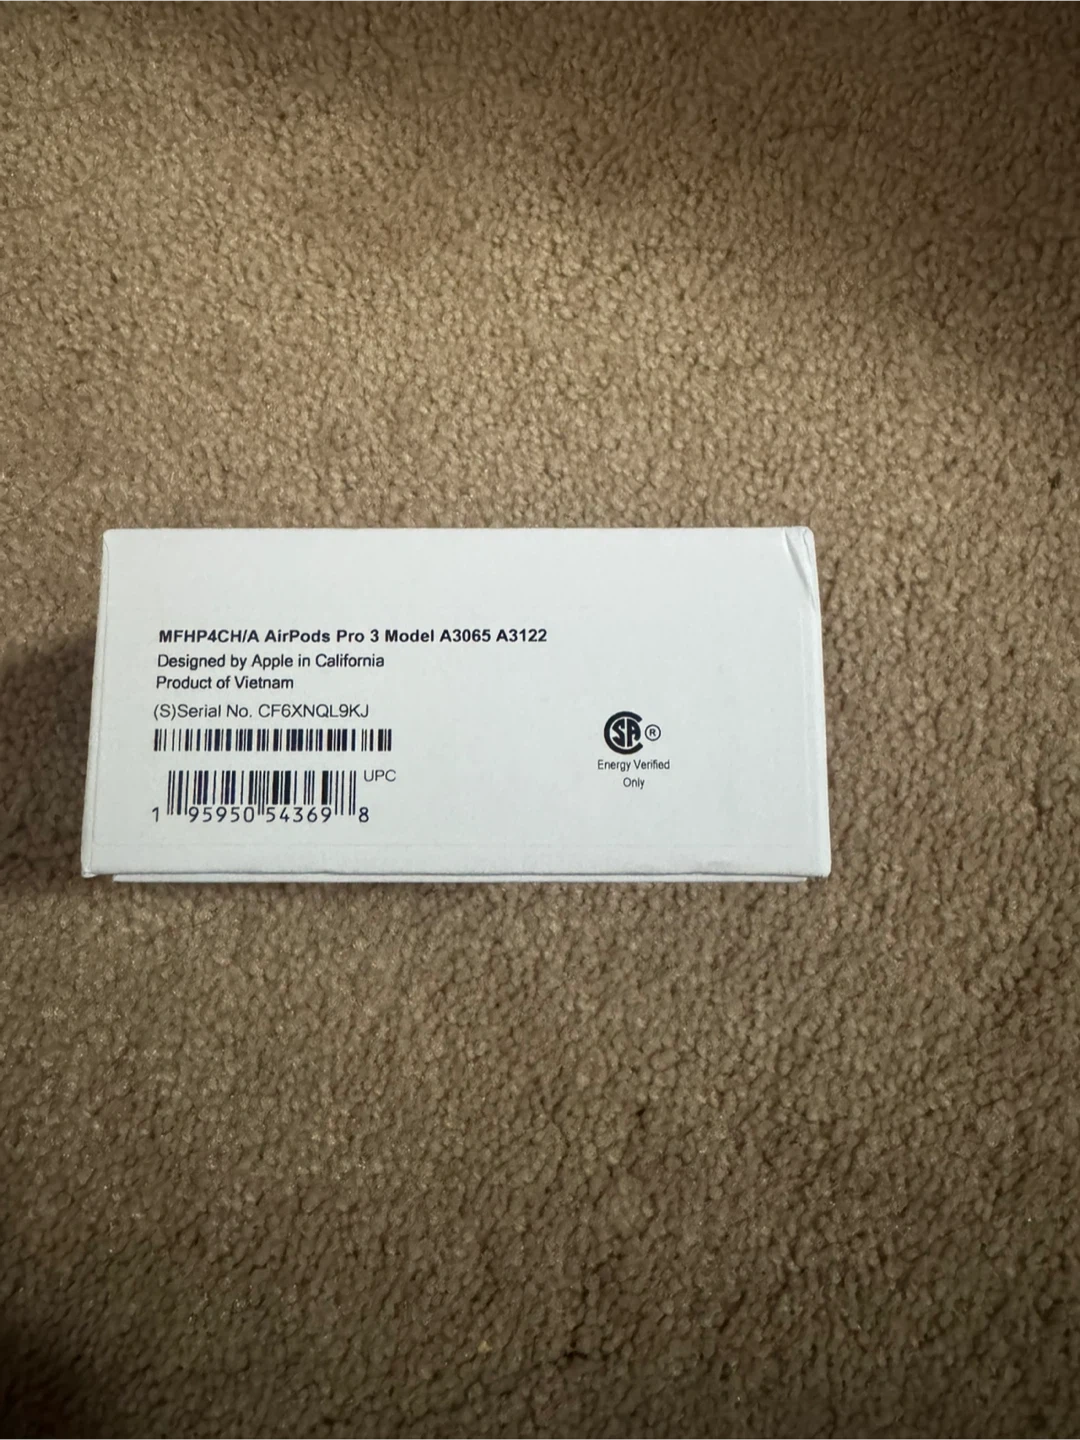 MFHP4CH/A AirPods Pro 3 Model A3065 A3122
Designed by Apple in California
Product of Vietnam
(S)Serial No. CF6XNQL9KJ
UPC
1 95950 54369 8
SA ®
Energy Verified
Only